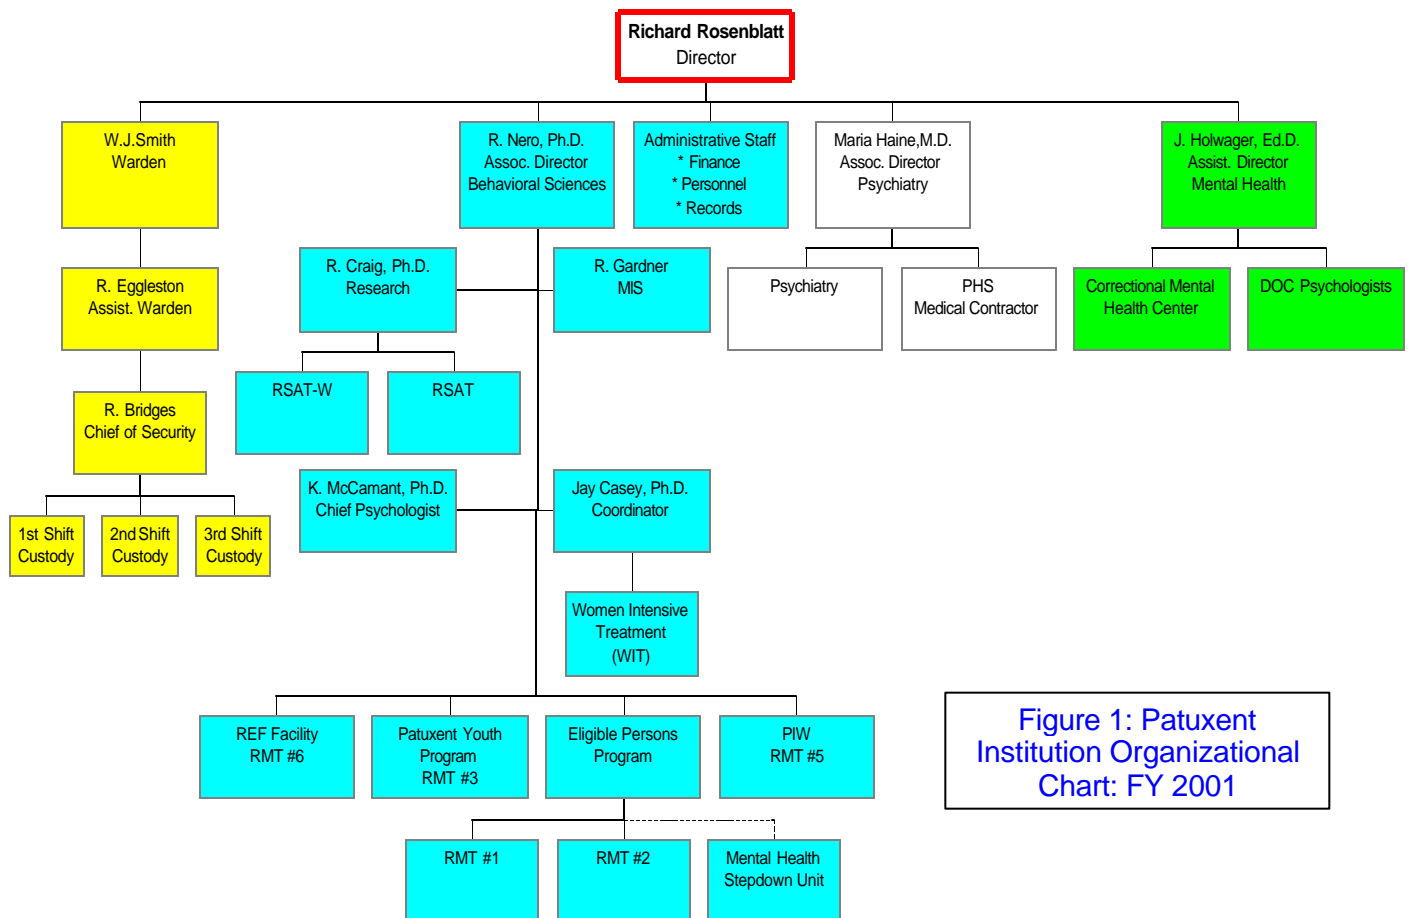 Richard Rosenblatt
Director
W.J.Smith
Warden
R. Nero, Ph.D.
Assoc. Director
Behavioral Sciences
Administrative Staff
* Finance
* Personnel
* Records
Maria Haine,M.D.
Assoc. Director
Psychiatry
J. Holwager, Ed.D.
Assist. Director
Mental Health
R. Eggleston
Assist. Warden
R. Craig, Ph.D.
Research
R. Gardner
MIS
Psychiatry
PHS
Medical Contractor
Correctional Mental
Health Center
DOC Psychologists
RSAT-W
RSAT
R. Bridges
Chief of Security
K. McCamant, Ph.D.
Chief Psychologist
Jay Casey, Ph.D.
Coordinator
1st Shift
Custody
2nd Shift
Custody
3rd Shift
Custody
Women Intensive
Treatment
(WIT)
REF Facility
RMT #6
Patuxent Youth
Program
RMT #3
Eligible Persons
Program
PIW
RMT #5
Figure 1: Patuxent
Institution Organizational
Chart: FY 2001
RMT #1
RMT #2
Mental Health
Stepdown Unit